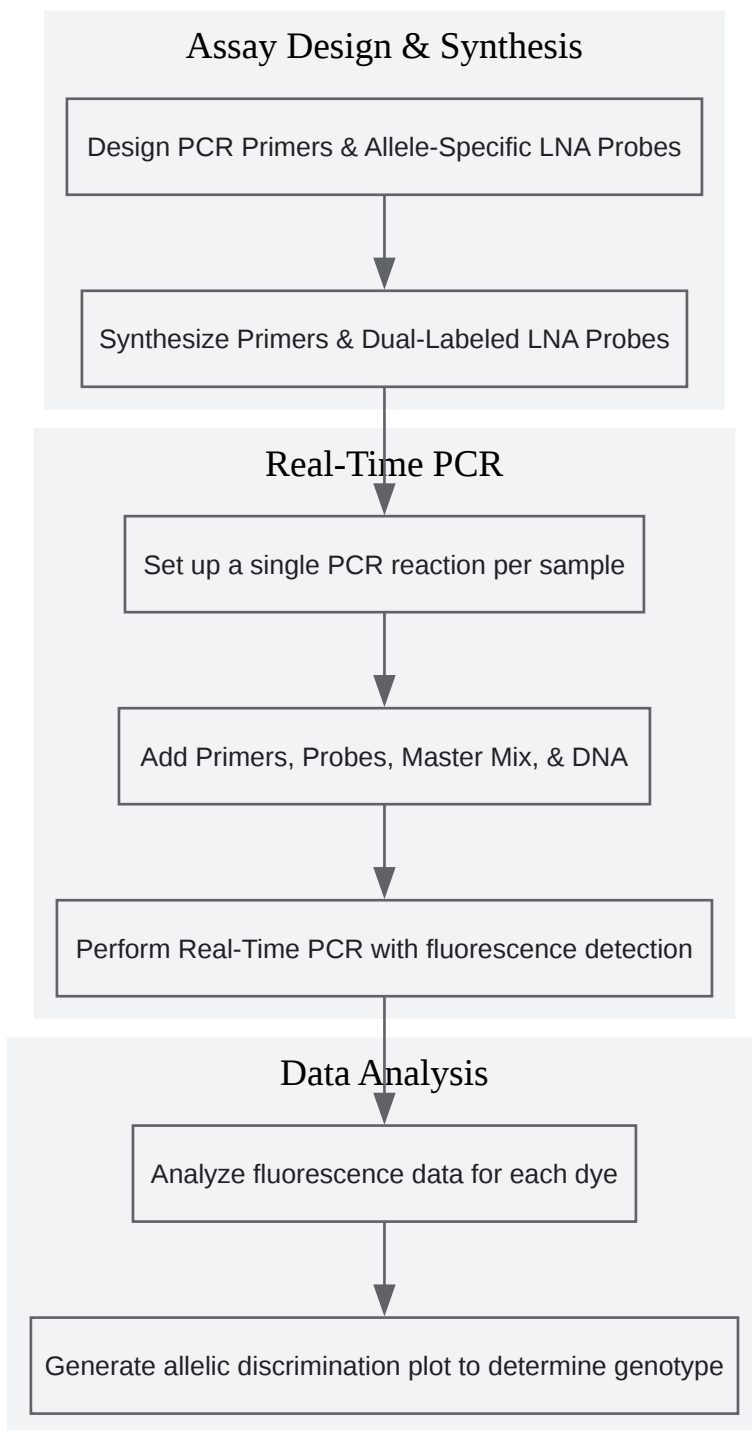 Assay Design & Synthesis
Design PCR Primers & Allele-Specific LNA Probes
Synthesize Primers & Dual-Labeled LNA Probes
Real-Time PCR
Set up a single PCR reaction per sample
Add Primers, Probes, Master Mix, & DNA
Perform Real-Time PCR with fluorescence detection
Data Analysis
Analyze fluorescence data for each dye
Generate allelic discrimination plot to determine genotype